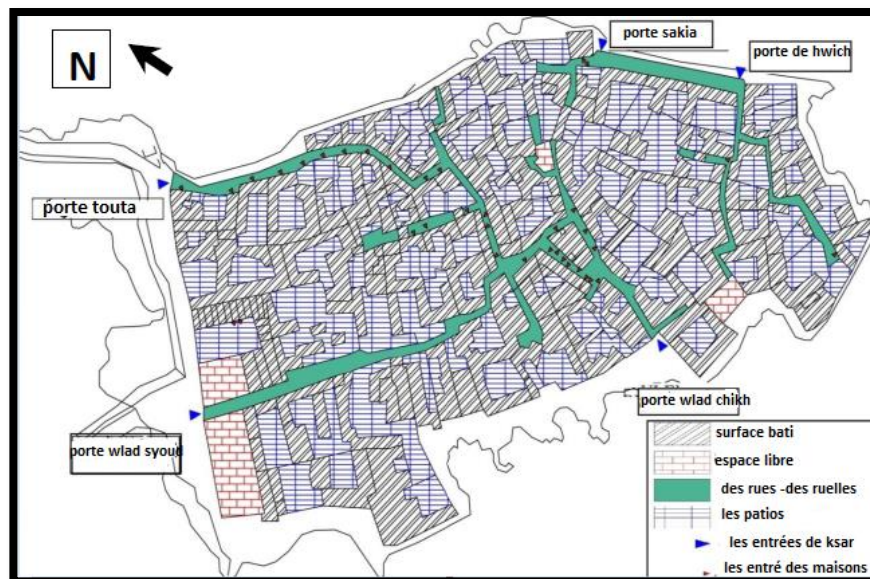 porte sakia
porte de hwich
N
porte touta
porte wlad chikh
porte wlad syoud
surface bati
espace libre
des rues -des ruelles
les patios
les entrées de ksar
les entré des maisons